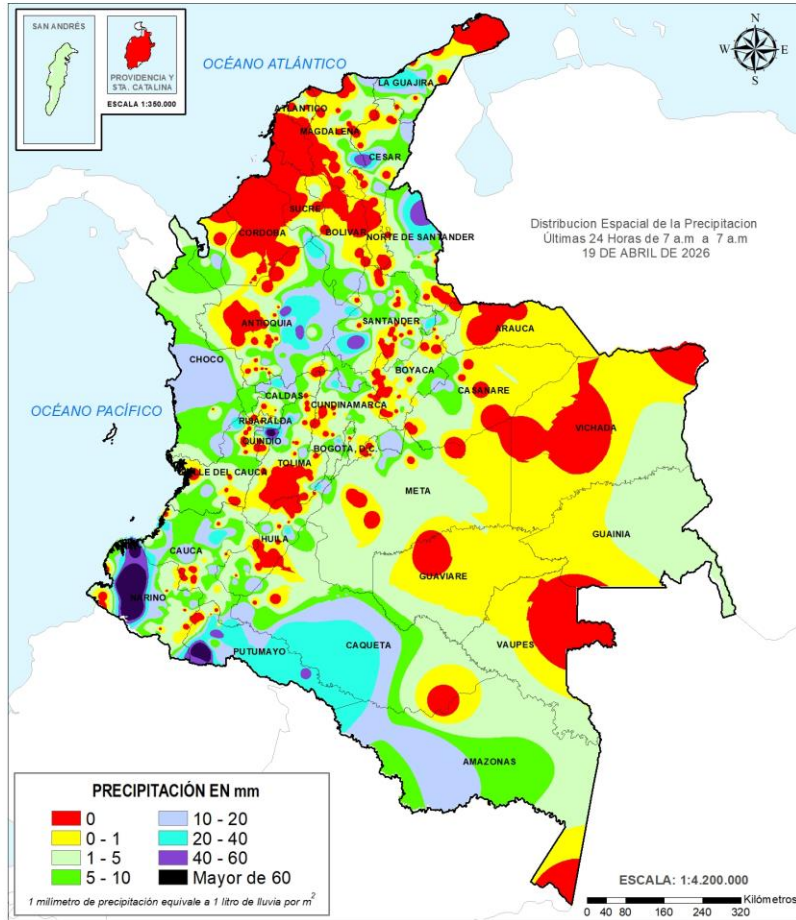 SAN ANDRÉS
PROVIDENCIA Y
STA. CATALINA
ESCALA 1:350.000
OCÉANO ATLÁNTICO
N
W
E
S
LA GUAJIRA
ATLANTICO
MAGDALENA
CESAR
SUCRE
CORDOBA
BOLIVAR
NORTE DE SANTANDER
Distribucion Espacial de la Precipitacion
Últimas 24 Horas de 7 a.m a 7 a.m
19 DE ABRIL DE 2026
ANTIOQUIA
SANTANDER
ARAUCA
CHOCO
BOYACA
CASANARE
CALDAS
CUNDINAMARCA
OCÉANO PACÍFICO
RISARALDA
VICHADA
QUINDIO
BOGOTA, D.C.
TOLIMA
VALLE DEL CAUCA
META
GUAINIA
HUILA
CAUCA
GUAVIARE
NARIÑO
PUTUMAYO
CAQUETA
VAUPES
AMAZONAS
PRECIPITACIÓN EN mm
0
10 - 20
0 - 1
20 - 40
1 - 5
40 - 60
5 - 10
Mayor de 60
1 milímetro de precipitación equivale a 1 litro de lluvia por m²
ESCALA: 1:4.200.000
0 40 80 160 240 320
Kilómetros